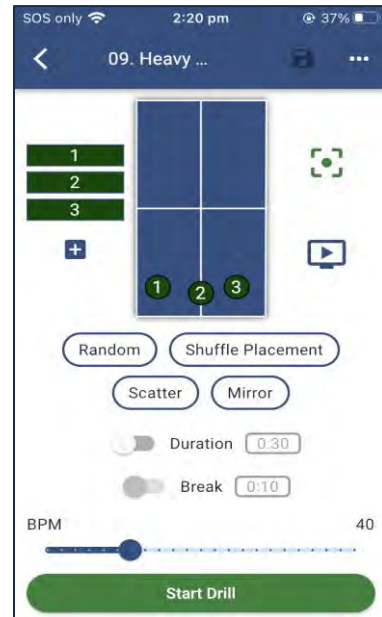 SOS only 2:20 pm 37%
09. Heavy ...
1
2
3
1 2 3
Random Shuffle Placement
Scatter Mirror
Duration 0:30
Break 0:10
BPM 40
Start Drill